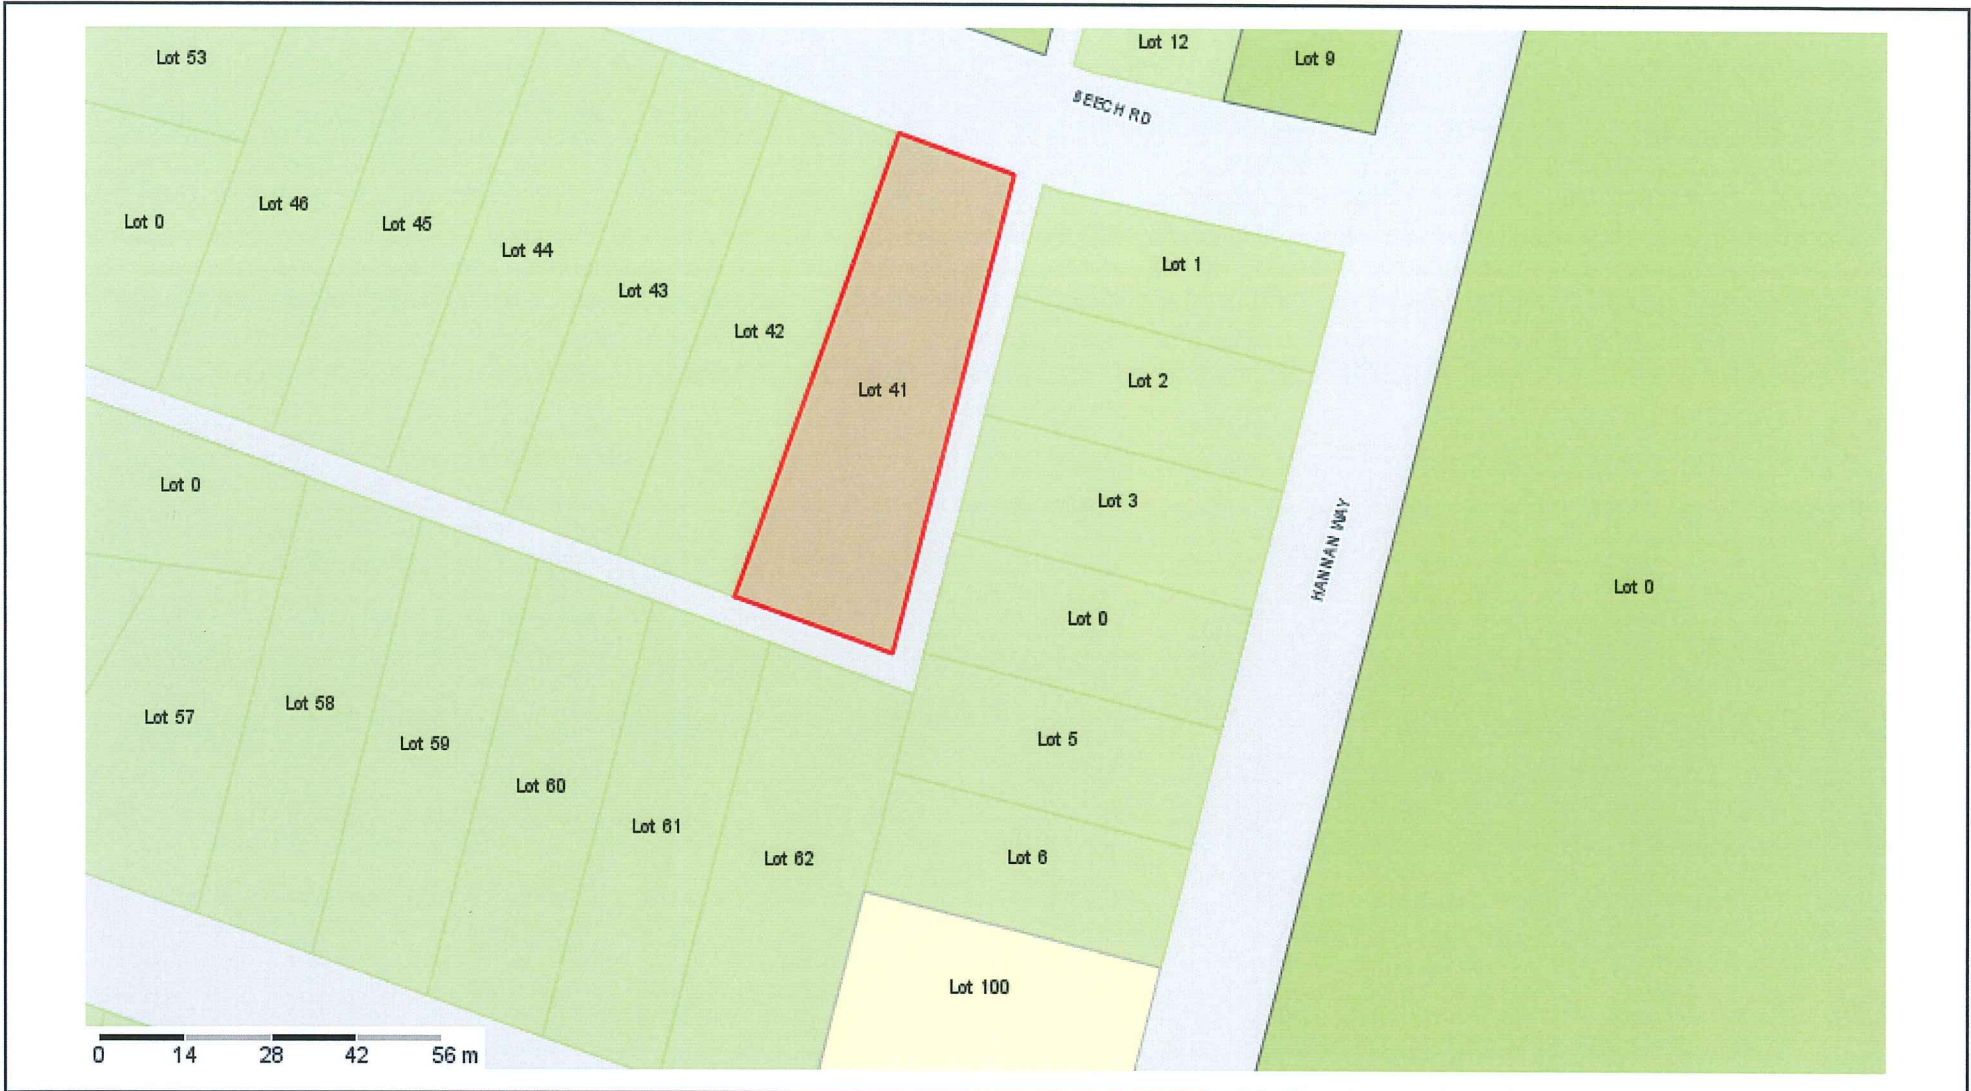 Lot 53
Lot 12
Lot 9
BEECH RD
Lot 46
Lot 0
Lot 45
Lot 44
Lot 43
Lot 42
Lot 41
Lot 1
Lot 2
Lot 3
Lot 0
Lot 0
HANNAN WAY
Lot 0
Lot 5
Lot 57
Lot 58
Lot 59
Lot 60
Lot 61
Lot 62
Lot 6
Lot 100
0 14 28 42 56 m